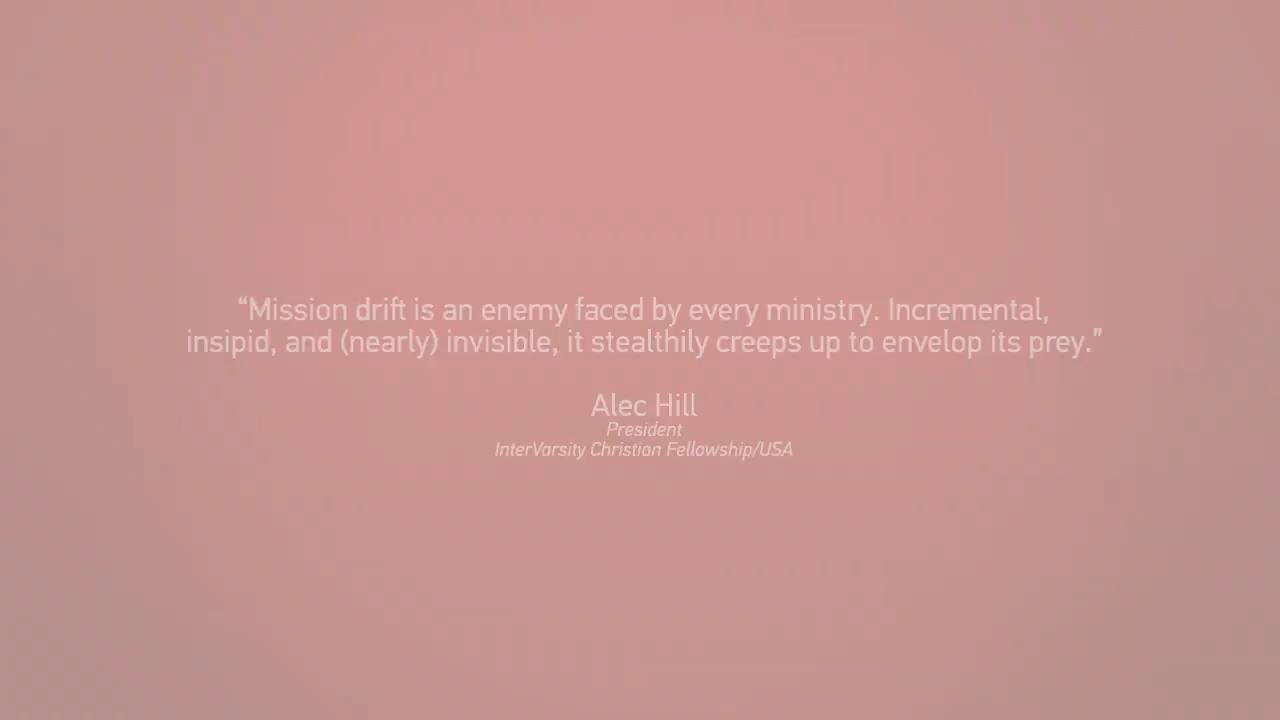 “Mission drift is an enemy faced by every ministry. Incremental,
insipid, and (nearly) invisible, it stealthily creeps up to envelop its prey.”
Alec Hill
President
InterVarsity Christian Fellowship/USA